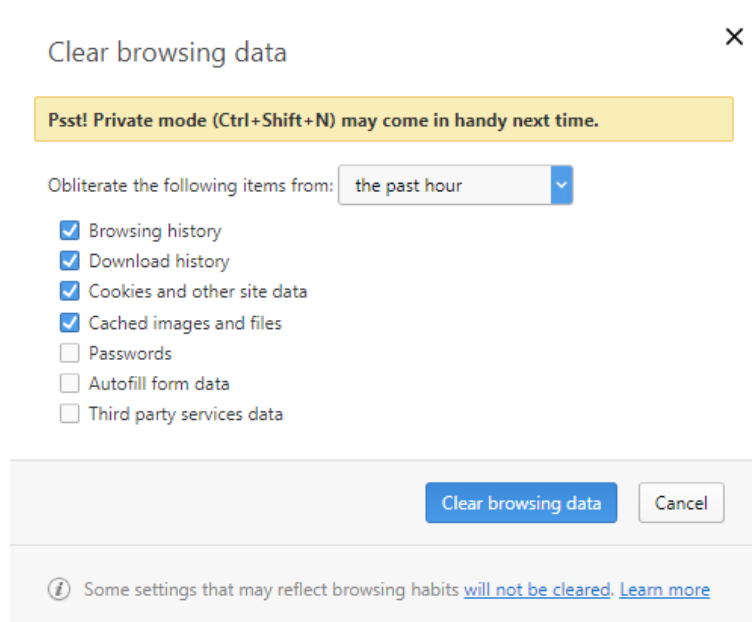 Clear browsing data
Psst! Private mode (Ctrl+Shift+N) may come in handy next time.
Obliterate the following items from: the past hour
Browsing history
Download history
Cookies and other site data
Cached images and files
Passwords
Autofill form data
Third party services data
Clear browsing data Cancel
Some settings that may reflect browsing habits will not be cleared. Learn more